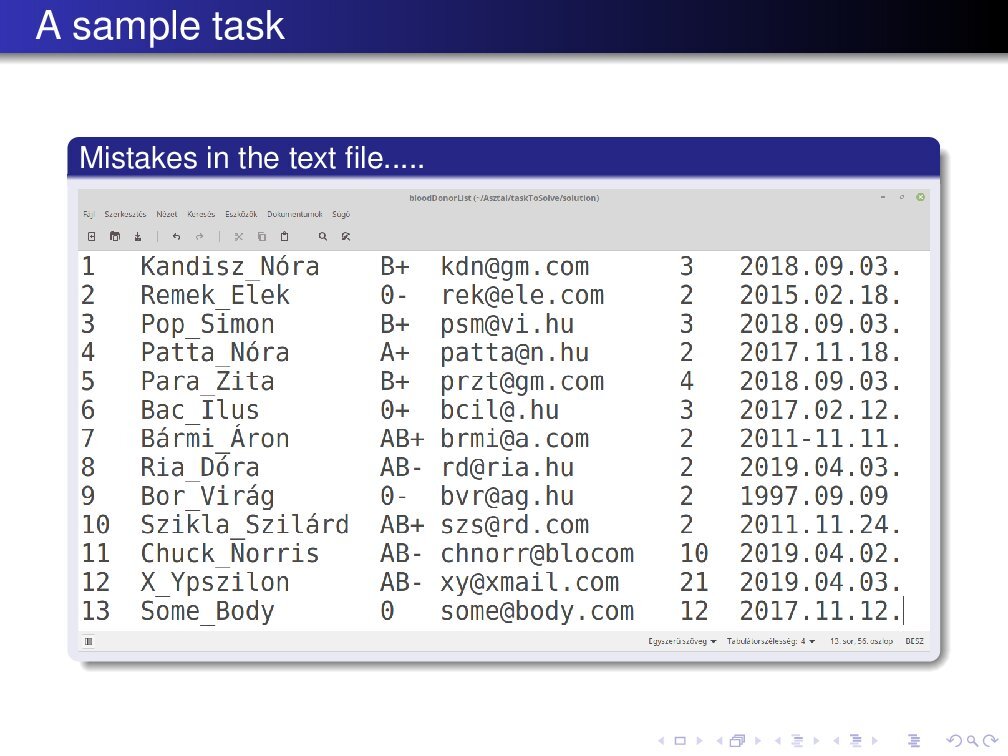 A sample task
Mistakes in the text file.....
bloodDonorList (~/Asztal/taskToSolve/solution)
Fájl Szerkesztés Nézet Keresés Eszközök Dokumentumok Súgó
1 Kandisz_Nóra B+ kdn@gm.com 3 2018.09.03.
2 Remek_Elek 0- rek@ele.com 2 2015.02.18.
3 Pop_Simon B+ psm@vi.hu 3 2018.09.03.
4 Patta_Nóra A+ patta@n.hu 2 2017.11.18.
5 Para_Zita B+ przt@gm.com 4 2018.09.03.
6 Bac_Ilus 0+ bcil@.hu 3 2017.02.12.
7 Bármi_Áron AB+ brmi@a.com 2 2011-11.11.
8 Ria_Dóra AB- rd@ria.hu 2 2019.04.03.
9 Bor_Virág 0- bvr@ag.hu 2 1997.09.09
10 Szikla_Szilárd AB+ szs@rd.com 2 2011.11.24.
11 Chuck_Norris AB- chnorr@blocom 10 2019.04.02.
12 X_Ypszilon AB- xy@xmail.com 21 2019.04.03.
13 Some_Body 0 some@body.com 12 2017.11.12.
Egyszerű szöveg Tabulátorszélesség: 4 13. sor, 56. oszlop BESZ